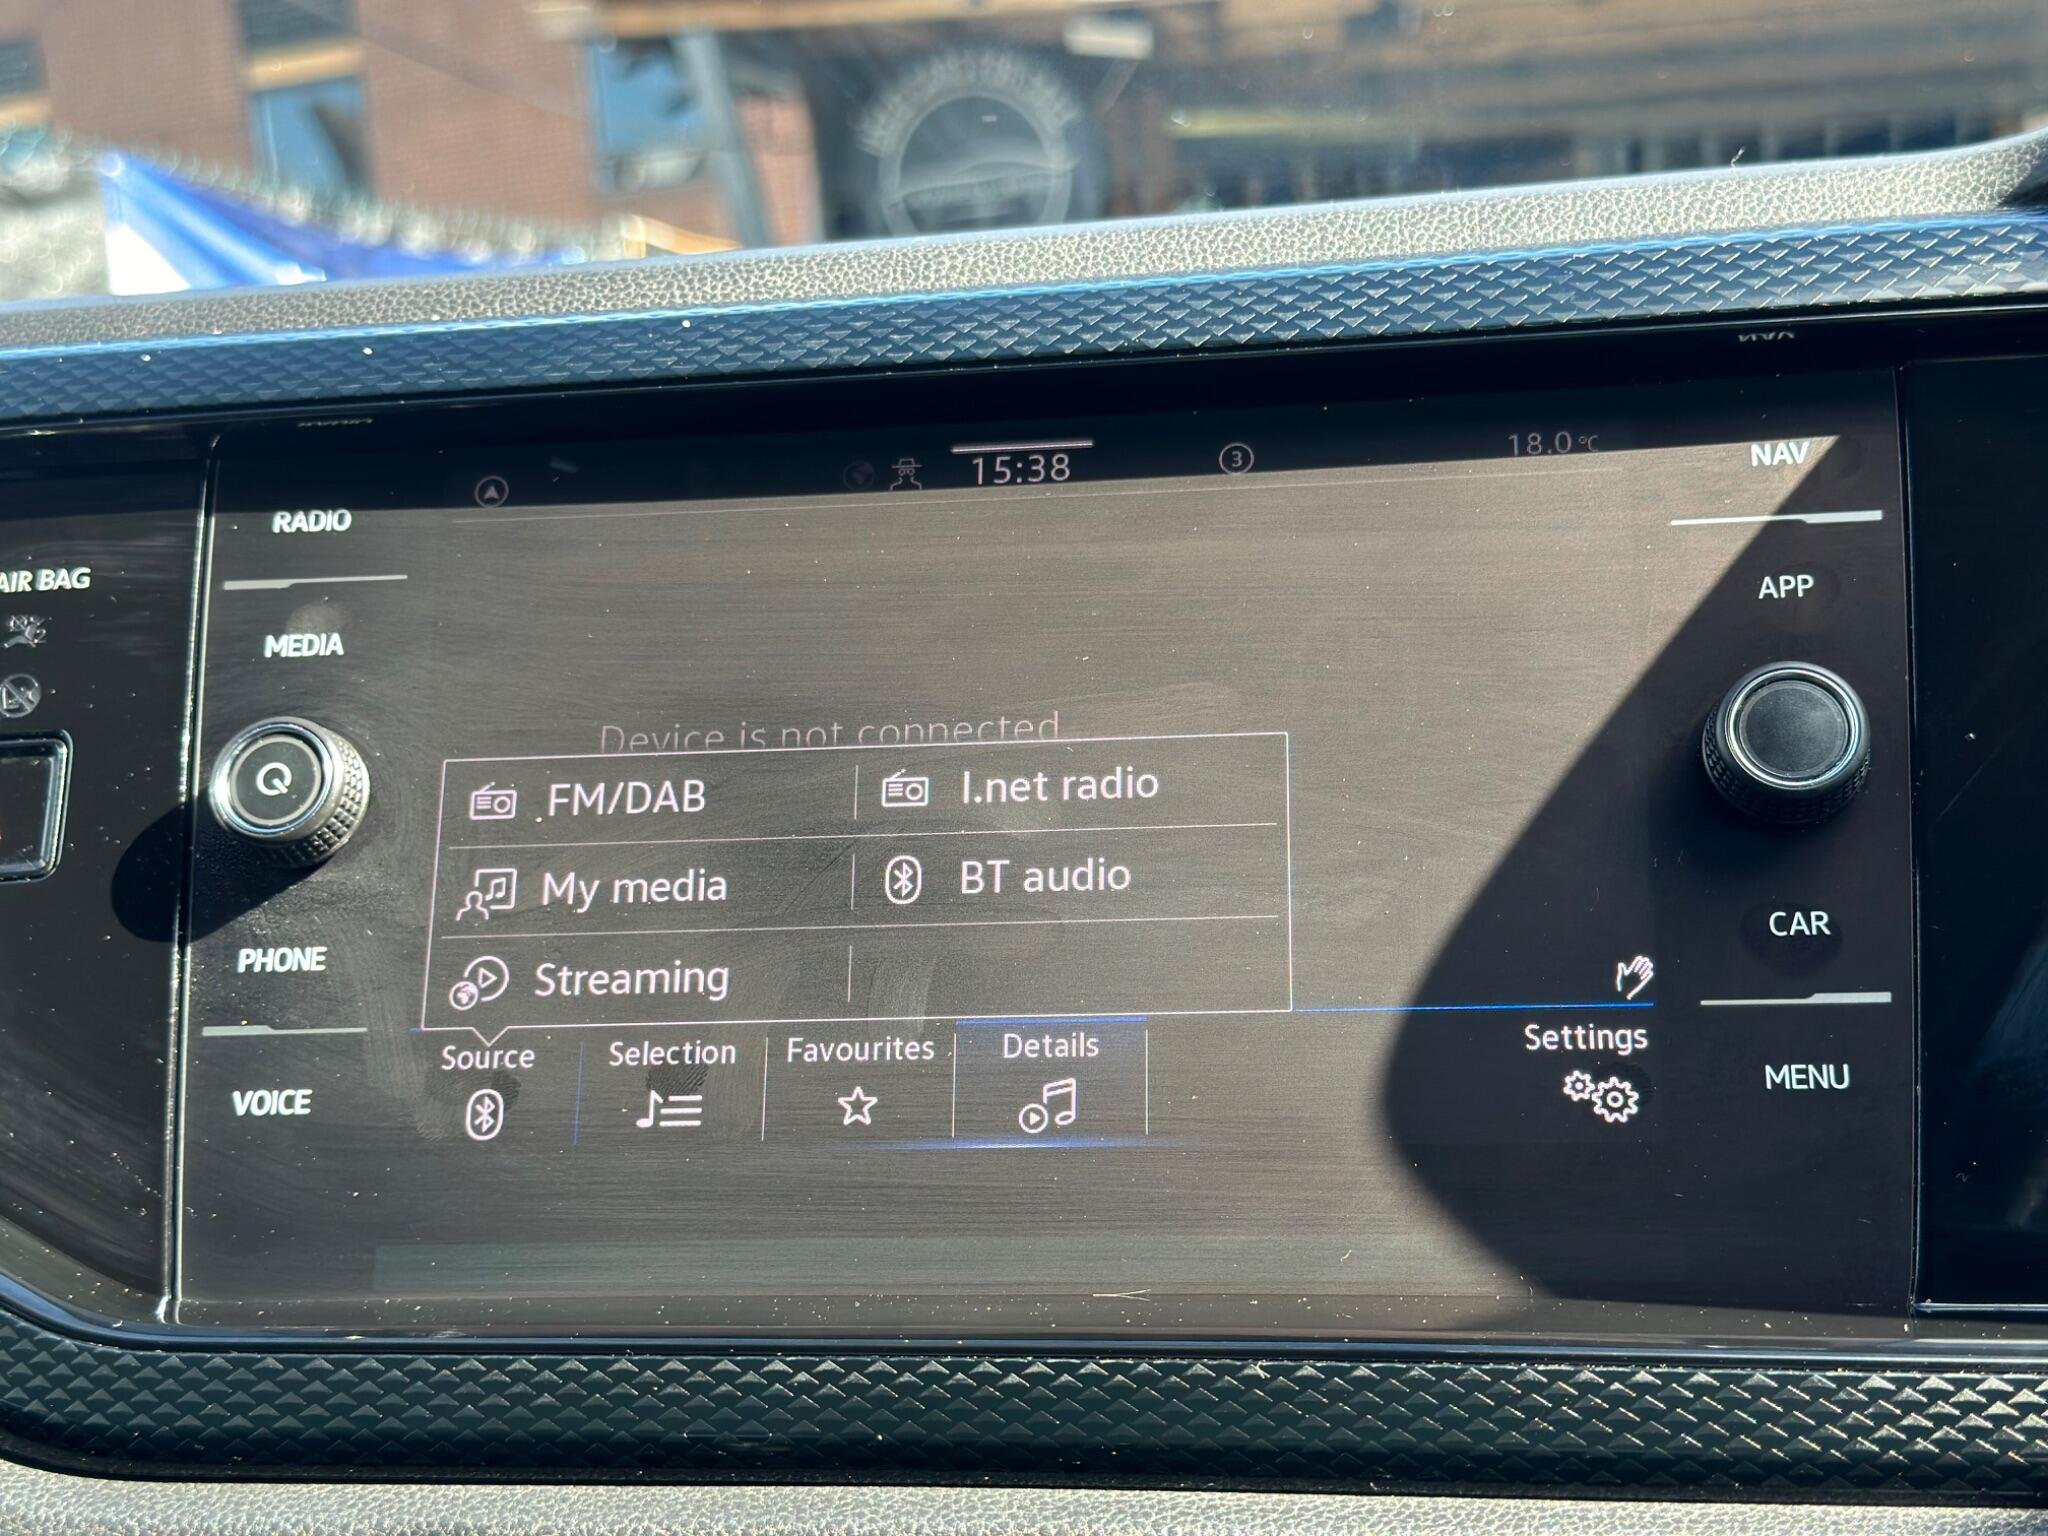 15:38
3
18.0 °C
NAV
RADIO
AIR BAG
APP
MEDIA
Device is not connected
FM/DAB
I.net radio
My media
BT audio
CAR
PHONE
Streaming
Settings
Source
Selection
Favourites
Details
MENU
VOICE